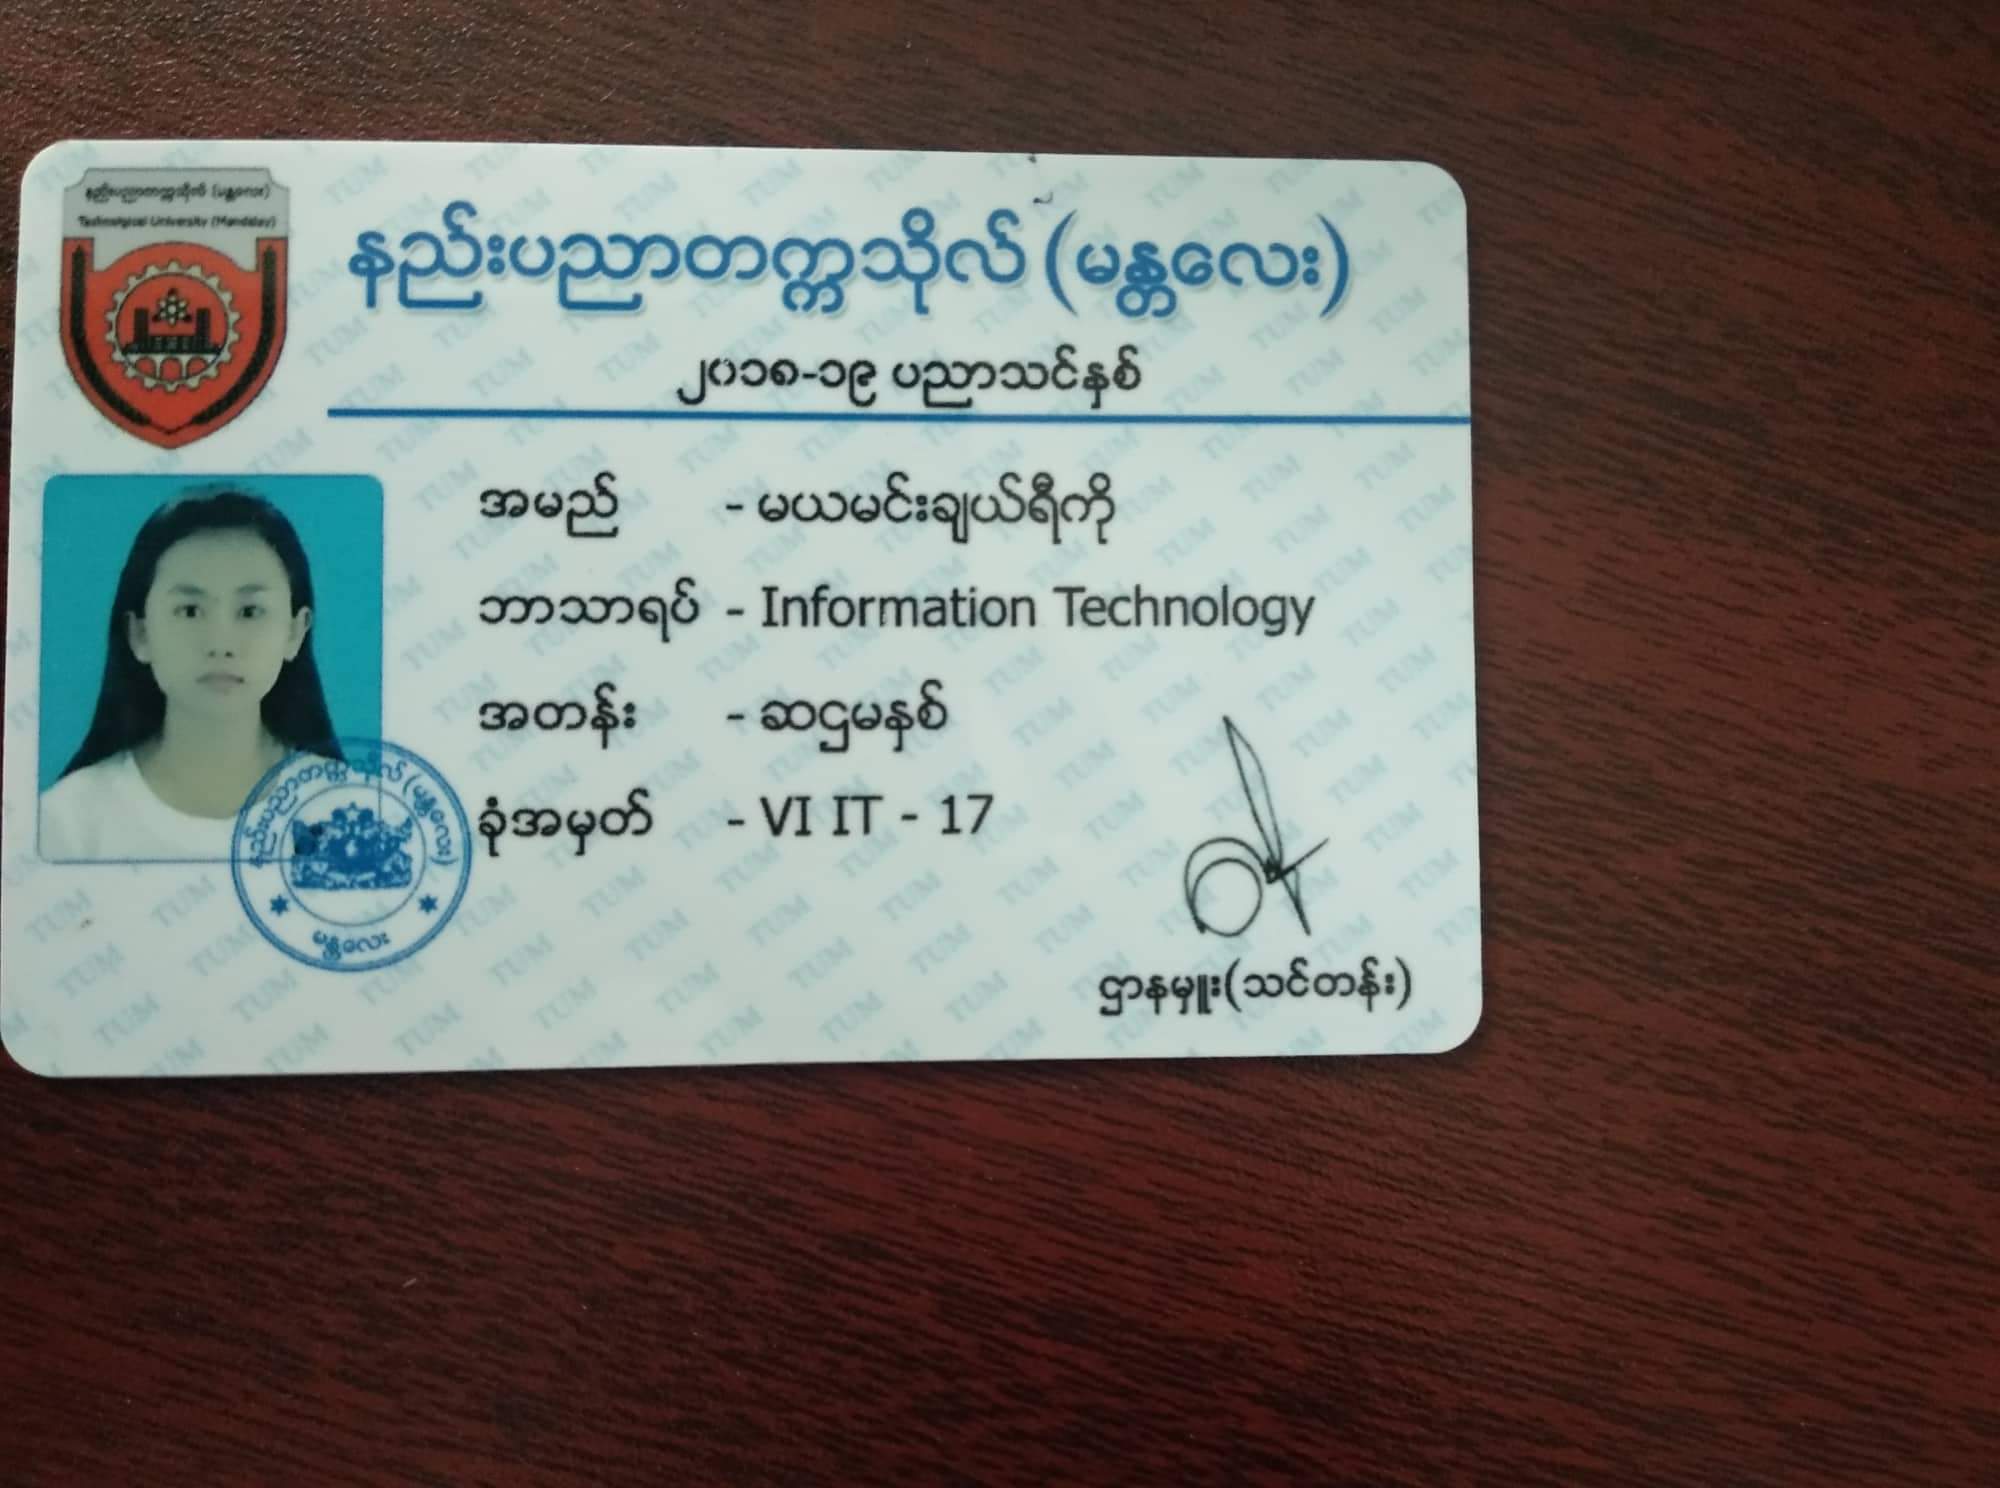 နည်းပညာတက္ကသိုလ် (မန္တလေး)
Technological University (Mandalay)
နည်းပညာတက္ကသိုလ် (မန္တလေး)
၂၀၁၈-၁၉ ပညာသင်နှစ်
အမည် - မယမင်းချယ်ရီကို
ဘာသာရပ် - Information Technology
အတန်း - ဆဌမနှစ်
ခုံအမှတ် - VI IT - 17
နည်းပညာတက္ကသိုလ် (မန္တလေး)
မန္တလေး
ဌာနမှူး(သင်တန်း)
TUM